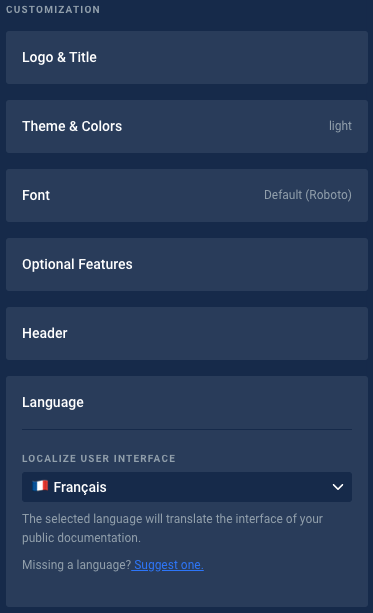 CUSTOMIZATION
Logo & Title
Theme & Colors light
Font Default (Roboto)
Optional Features
Header
Language
LOCALIZE USER INTERFACE
Français
The selected language will translate the interface of your
public documentation.
Missing a language? Suggest one.